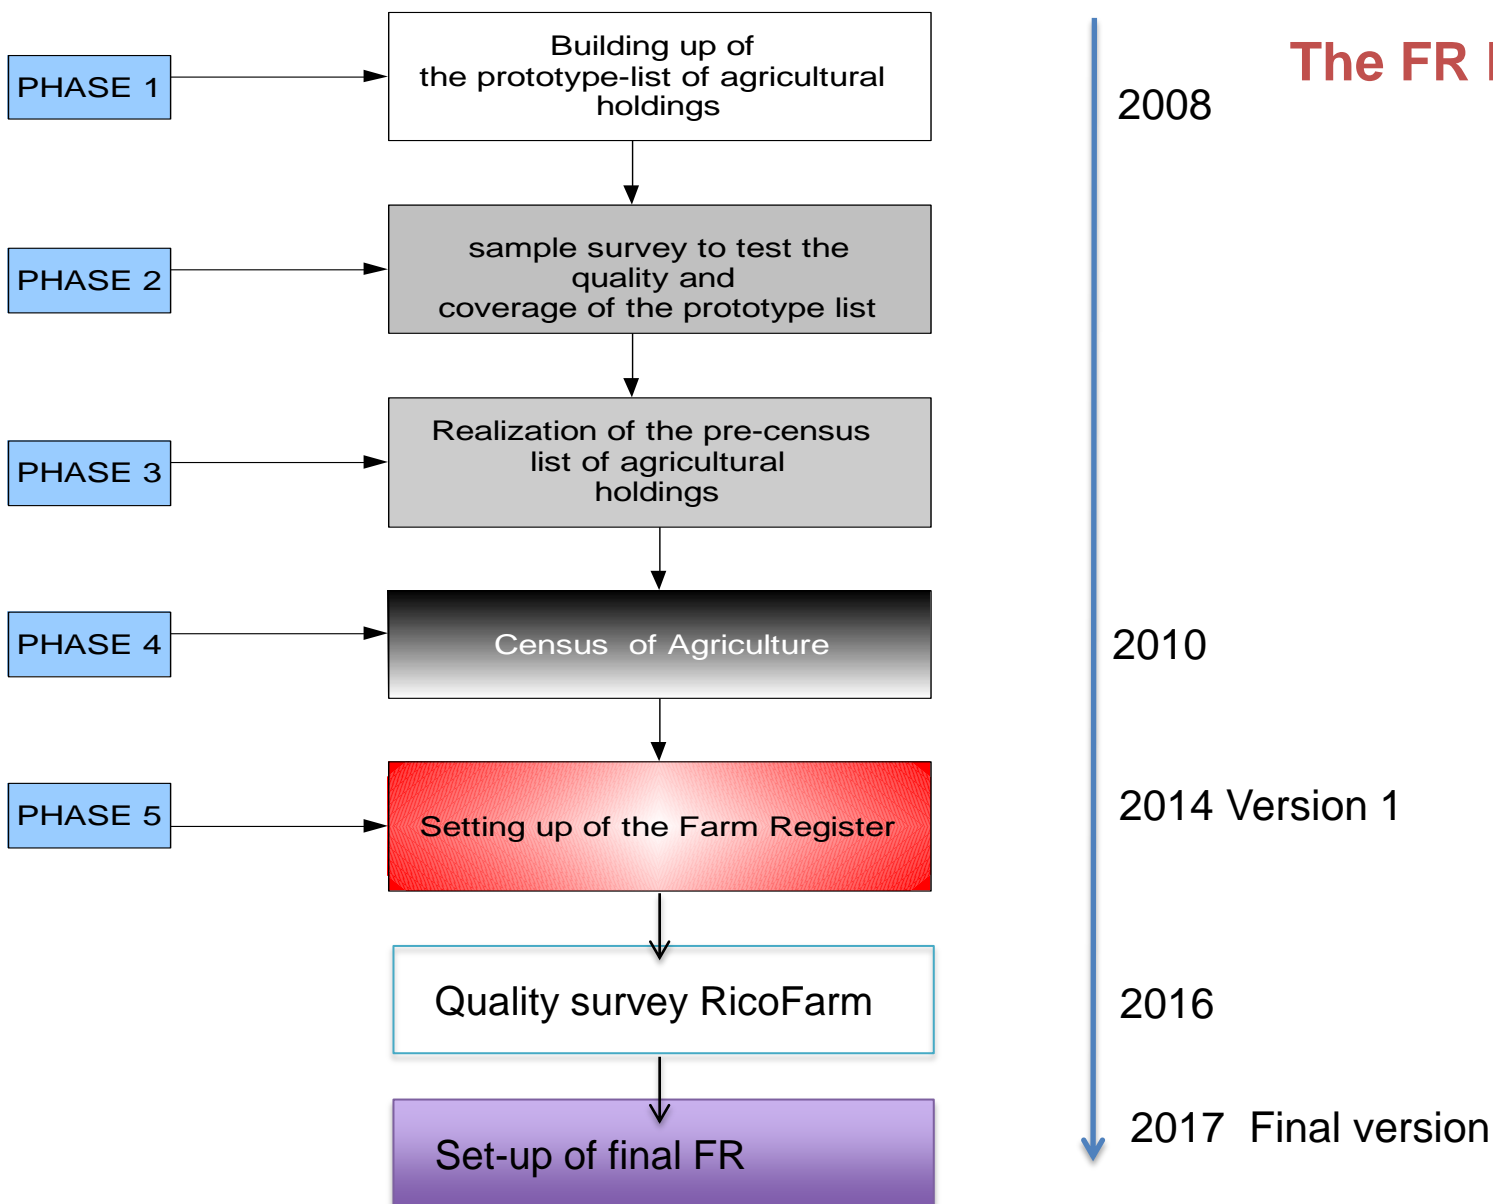 The FR
PHASE 1
Building up of
the prototype-list of agricultural
holdings
2008
PHASE 2
sample survey to test the
quality and
coverage of the prototype list
PHASE 3
Realization of the pre-census
list of agricultural
holdings
PHASE 4
Census of Agriculture
2010
PHASE 5
Setting up of the Farm Register
2014 Version 1
Quality survey RicoFarm
2016
Set-up of final FR
2017 Final version